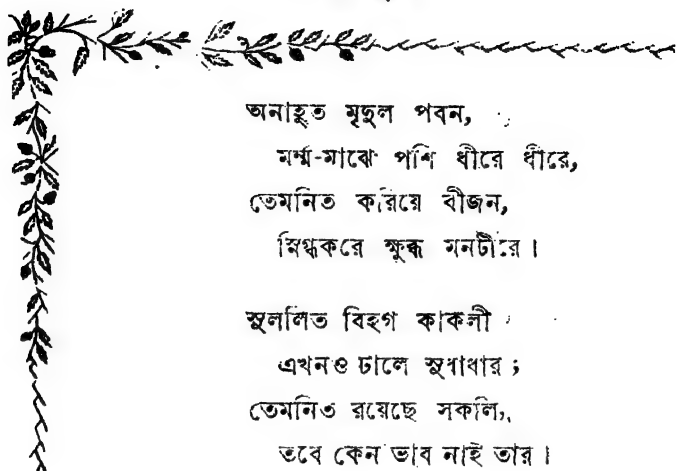 অনাহূত মৃদুল পবন,
মর্ম্ম-মাঝে পশি ধীরে ধীরে,
তেমনিত করিয়ে বীজন,
স্নিগ্ধকরে ক্ষুব্ধ মনটীরে।
সুললিত বিহগ কাকলী
এখনও ঢালে সুধাধার;
তেমনিত রয়েছে সকলি,
তবে কেন ভাব নাই তার।